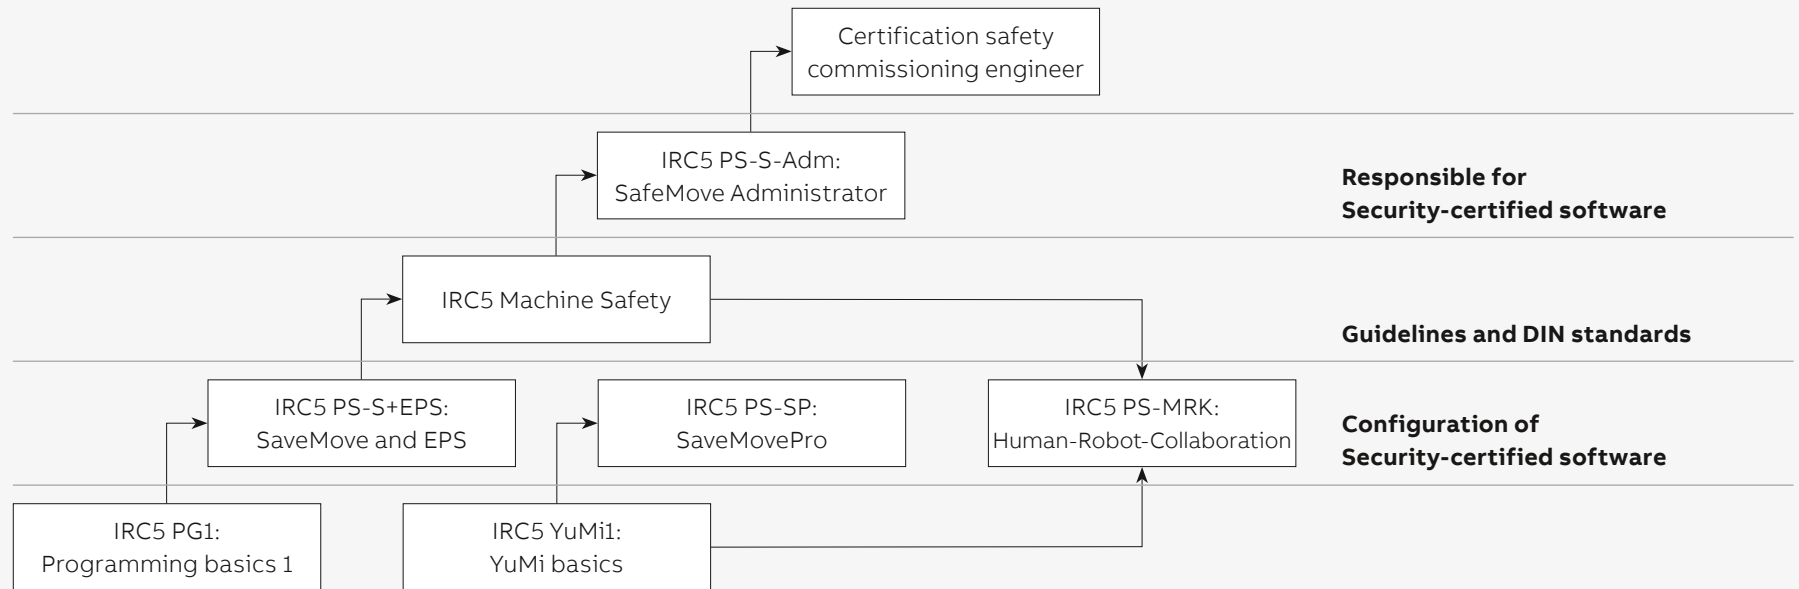 Certification safety
commissioning engineer
IRC5 PS-S-Adm:
SafeMove Administrator
Responsible for
Security-certified software
IRC5 Machine Safety
Guidelines and DIN standards
IRC5 PS-S+EPS:
SaveMove and EPS
IRC5 PS-SP:
SaveMovePro
IRC5 PS-MRK:
Human-Robot-Collaboration
Configuration of
Security-certified software
IRC5 PG1:
Programming basics 1
IRC5 YuMi1:
YuMi basics